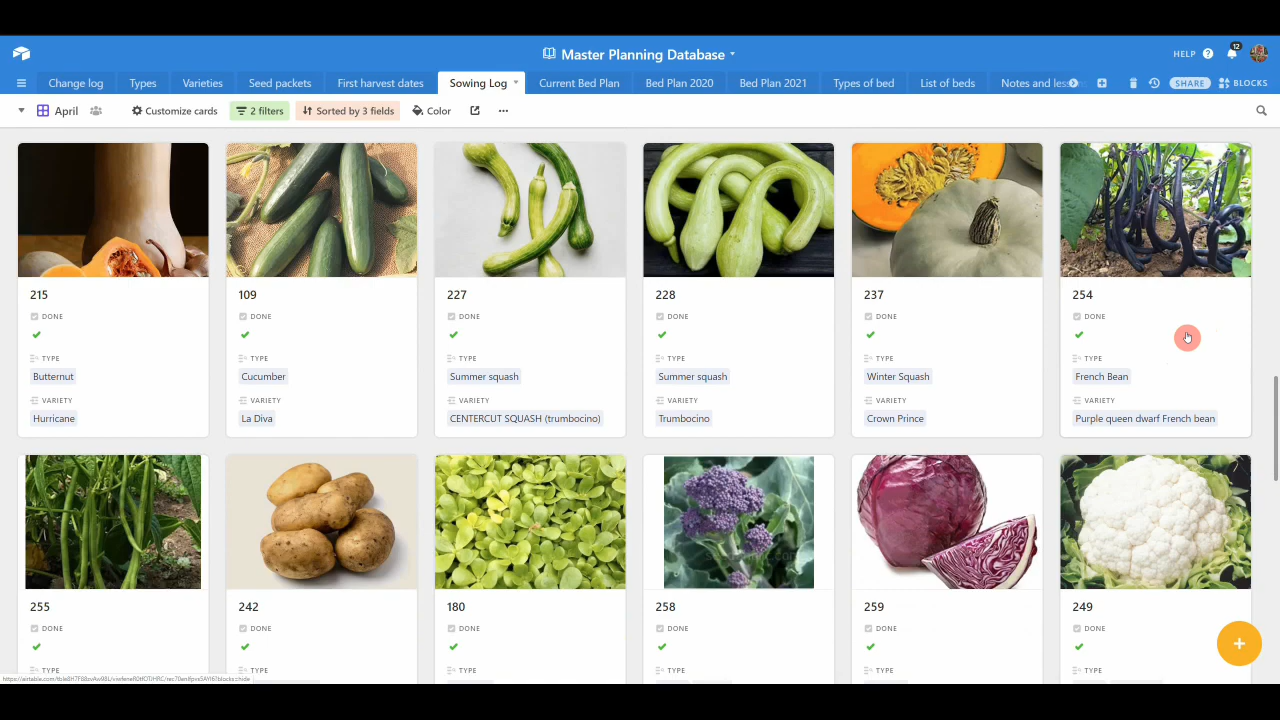 Master Planning Database
HELP
12
Change log
Types
Varieties
Seed packets
First harvest dates
Sowing Log
Current Bed Plan
Bed Plan 2020
Bed Plan 2021
Types of bed
List of beds
Notes and
SHARE
BLOCKS
April
Customize cards
2 filters
Sorted by 3 fields
Color
215
109
227
228
237
254
DONE
DONE
DONE
DONE
DONE
DONE
TYPE
TYPE
TYPE
TYPE
TYPE
TYPE
Butternut
Cucumber
Summer squash
Summer squash
Winter Squash
French Bean
VARIETY
VARIETY
VARIETY
VARIETY
VARIETY
VARIETY
Hurricane
La Diva
CENTERCUT SQUASH (trumbocino)
Trumbocino
Crown Prince
Purple queen dwarf French bean
255
242
180
258
259
249
DONE
DONE
DONE
DONE
DONE
DONE
TYPE
TYPE
TYPE
TYPE
TYPE
TYPE